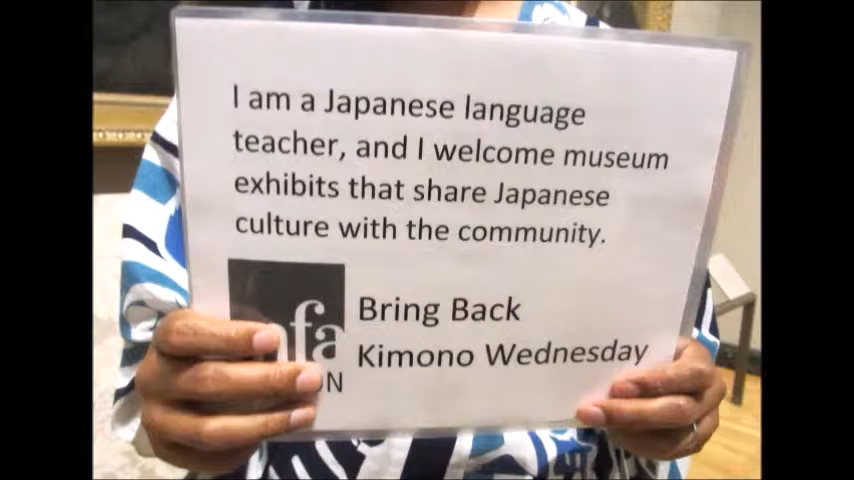 I am a Japanese language
teacher, and I welcome museum
exhibits that share Japanese
culture with the community.
fa
Bring Back
Kimono Wednesday
N